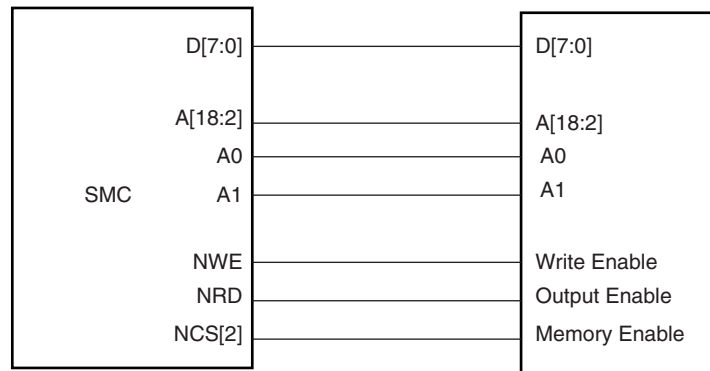 D[7:0] D[7:0]
A[18:2] A[18:2]
A0 A0
SMC A1 A1
NWE Write Enable
NRD Output Enable
NCS[2] Memory Enable